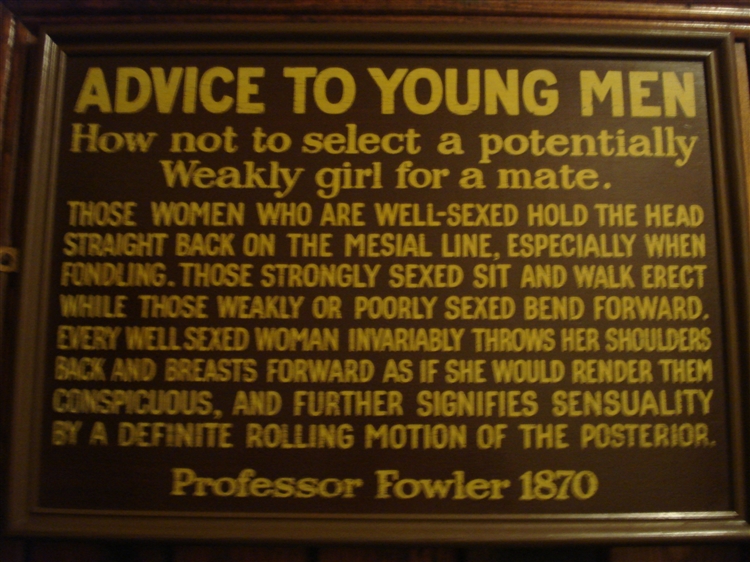 ADVICE TO YOUNG MEN
How not to select a potentially
Weakly girl for a mate.
THOSE WOMEN WHO ARE WELL-SEXED HOLD THE HEAD
STRAIGHT BACK ON THE MESIAL LINE, ESPECIALLY WHEN
FONDLING. THOSE STRONGLY SEXED SIT AND WALK ERECT
WHILE THOSE WEAKLY OR POORLY SEXED BEND FORWARD.
EVERY WELL SEXED WOMAN INVARIABLY THROWS HER SHOULDERS
BACK AND BREASTS FORWARD AS IF SHE WOULD RENDER THEM
CONSPICUOUS, AND FURTHER SIGNIFIES SENSUALITY
BY A DEFINITE ROLLING MOTION OF THE POSTERIOR.
Professor Fowler 1870